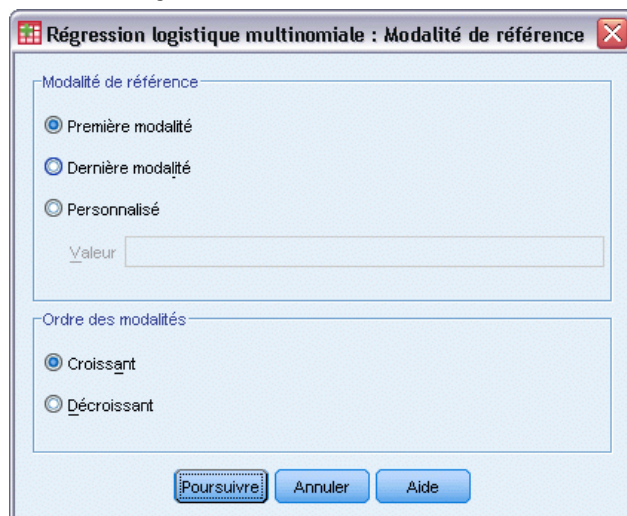 Régression logistique multinomiale : Modalité de référence
Modalité de référence
Première modalité
Dernière modalité
Personnalisé
Valeur
Ordre des modalités
Croissant
Décroissant
Poursuivre Annuler Aide